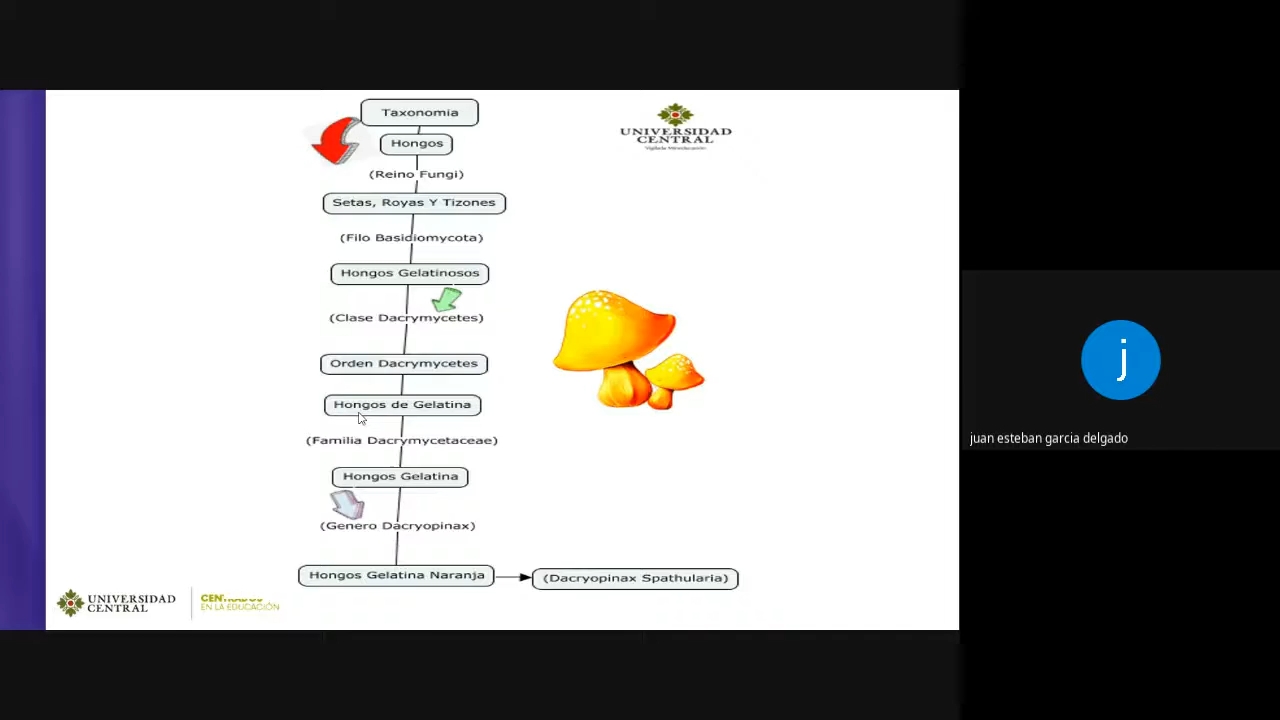 Taxonomia
Hongos
(Reino Fungi)
Setas, Royas Y Tizones
(Filo Basidiomycota)
Hongos Gelatinosos
(Clase Dacrymycetes)
Orden Dacrymycetes
Hongos de Gelatina
(Familia Dacrymycetaceae)
Hongos Gelatina
(Genero Dacryopinax)
Hongos Gelatina Naranja
(Dacryopinax Spathularia)
UNIVERSIDAD
CENTRAL
Vigilada Mineducación
UNIVERSIDAD
CENTRAL
CENTRADOS
EN LA EDUCACIÓN
j
juan esteban garcia delgado